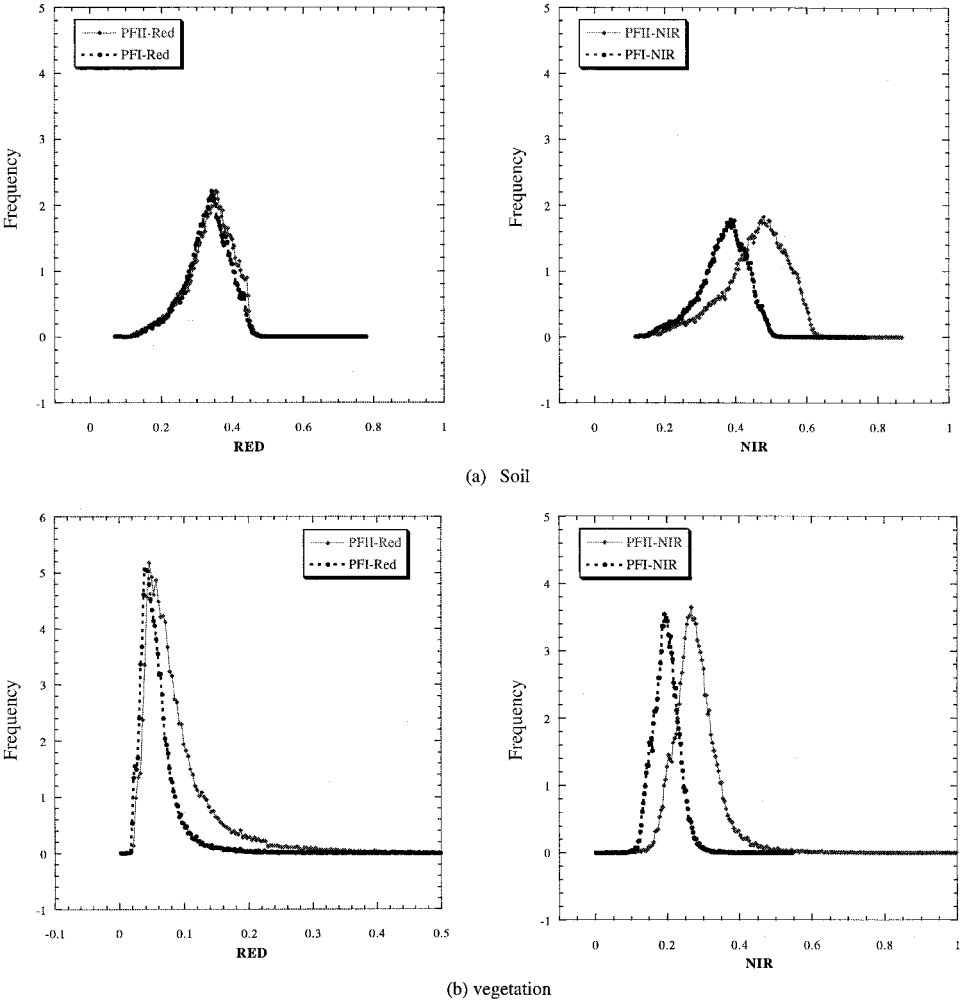 PFII-Red
PFI-Red
Frequency
5
4
3
2
1
0
-1
0 0.2 0.4 0.6 0.8 1
RED
PFII-NIR
PFI-NIR
Frequency
5
4
3
2
1
0
-1
0 0.2 0.4 0.6 0.8 1
NIR
(a) Soil
PFII-Red
PFI-Red
Frequency
6
5
4
3
2
1
0
-1
-0.1 0 0.1 0.2 0.3 0.4 0.5
RED
PFII-NIR
PFI-NIR
Frequency
5
4
3
2
1
0
-1
0 0.2 0.4 0.6 0.8 1
NIR
(b) vegetation